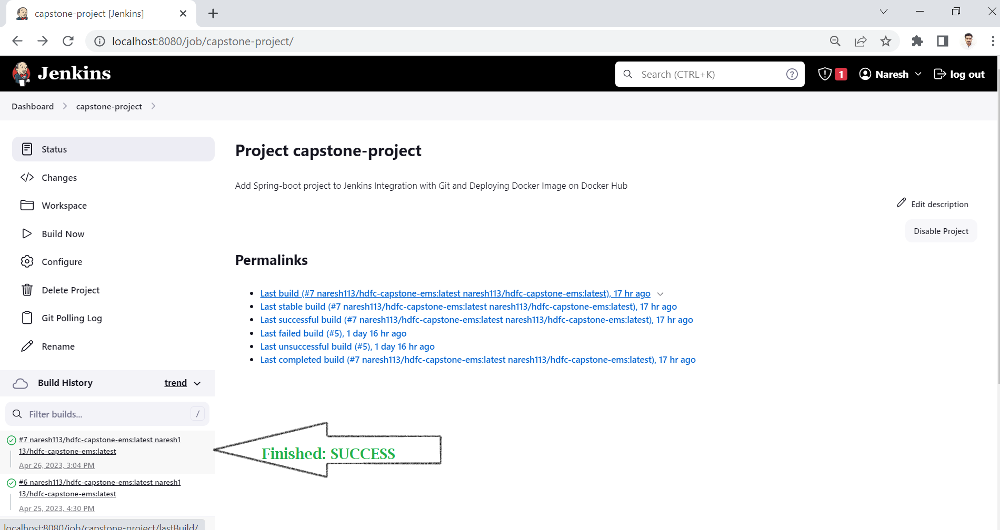 capstone-project [Jenkins]
localhost:8080/job/capstone-project/
Jenkins
Search (CTRL+K)
1
Naresh
log out
Dashboard
capstone-project
Status
Changes
Workspace
Build Now
Configure
Delete Project
Git Polling Log
Rename
Project capstone-project
Add Spring-boot project to Jenkins Integration with Git and Deploying Docker Image on Docker Hub
Edit description
Disable Project
Permalinks
Last build (#7 naresh113/hdfc-capstone-ems:latest naresh113/hdfc-capstone-ems:latest), 17 hr ago
Last stable build (#7 naresh113/hdfc-capstone-ems:latest naresh113/hdfc-capstone-ems:latest), 17 hr ago
Last successful build (#7 naresh113/hdfc-capstone-ems:latest naresh113/hdfc-capstone-ems:latest), 17 hr ago
Last failed build (#5), 1 day 16 hr ago
Last unsuccessful build (#5), 1 day 16 hr ago
Last completed build (#7 naresh113/hdfc-capstone-ems:latest naresh113/hdfc-capstone-ems:latest), 17 hr ago
Build History
trend
Filter builds...
/
#7 naresh113/hdfc-capstone-ems:latest naresh1
13/hdfc-capstone-ems:latest
Apr 26, 2023, 3:04 PM
#6 naresh113/hdfc-capstone-ems:latest naresh1
13/hdfc-capstone-ems:latest
Apr 25, 2023, 4:30 PM
Finished: SUCCESS
localhost:8080/job/capstone-project/lastBuild/